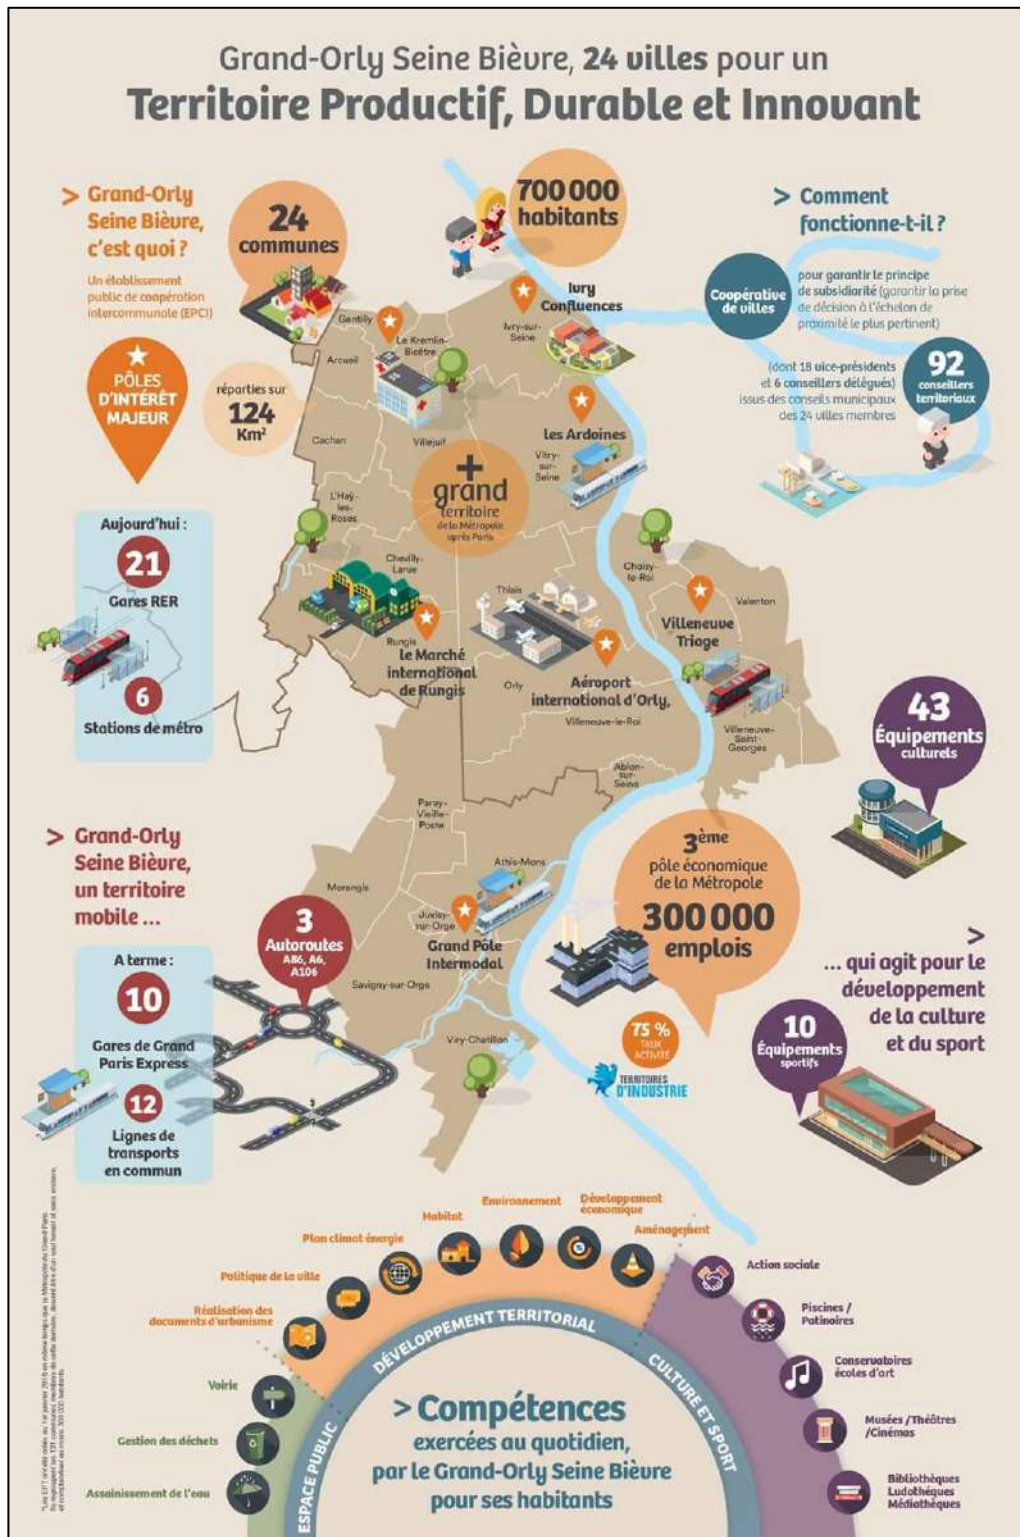 Grand-Orly Seine Bièvre, 24 villes pour un
Territoire Productif, Durable et Innovant
> Grand-Orly
Seine Bièvre,
c'est quoi ?
Un établissement
public de coopération
intercommunale (EPCI)
24
communes
700 000
habitants
> Comment
fonctionne-t-il ?
Coopérative
de villes
pour garantir le principe
de subsidiarité (garantir la prise
de décision à l'échelon de
proximité le plus pertinent)
92
conseillers
territoriaux
(dont 18 vice-présidents
et 6 conseillers délégués)
issus des conseils municipaux
des 24 villes membres
PÔLES
D'INTÉRÊT
MAJEUR
réparties sur
124
Km²
Gentilly
Le Kremlin-
Bicêtre
Arcueil
Ivry-sur-
Seine
Ivry
Confluences
Cachan
Villejuif
les Ardoines
Vitry-
sur-
Seine
+
grand
territoire
de la Métropole
après Paris
L'Haÿ-
les-
Roses
Chevilly-
Larue
Thiais
Choisy-
le-Roi
Valenton
Villeneuve
Triage
Rungis
le Marché
international
de Rungis
Orly
Aéroport
international d'Orly,
Villeneuve-le-Roi
Villeneuve-
Saint-
Georges
Ablon-
sur-
Seine
Aujourd'hui :
21
Gares RER
6
Stations de métro
43
Équipements
culturels
Paray-
Vieille-
Poste
Athis-Mons
Morangis
Juvisy-
sur-Orge
Grand Pôle
Intermodal
Savigny-sur-Orge
Viry-Chatillon
> Grand-Orly
Seine Bièvre,
un territoire
mobile ...
3
Autoroutes
A86, A6,
A106
A terme :
10
Gares de Grand
Paris Express
12
Lignes de
transports
en commun
3ème
pôle économique
de la Métropole
300 000
emplois
75 %
TAUX
ACTIVITÉ
TERRITOIRES
D'INDUSTRIE
>
... qui agit pour le
développement
de la culture
et du sport
10
Équipements
sportifs
Assainissement de l'eau
Gestion des déchets
Voirie
Réalisation des
documents d'urbanisme
Politique de la ville
Plan climat énergie
Habitat
Environnement
Développement
économique
Aménagement
Action sociale
Piscines /
Patinoires
Conservatoires
écoles d'art
Musées /Théâtres
/Cinémas
Bibliothèques
Ludothèques
Médiathèques
ESPACE PUBLIC
DÉVELOPPEMENT TERRITORIAL
CULTURE ET SPORT
> Compétences
exercées au quotidien,
par le Grand-Orly Seine Bièvre
pour ses habitants